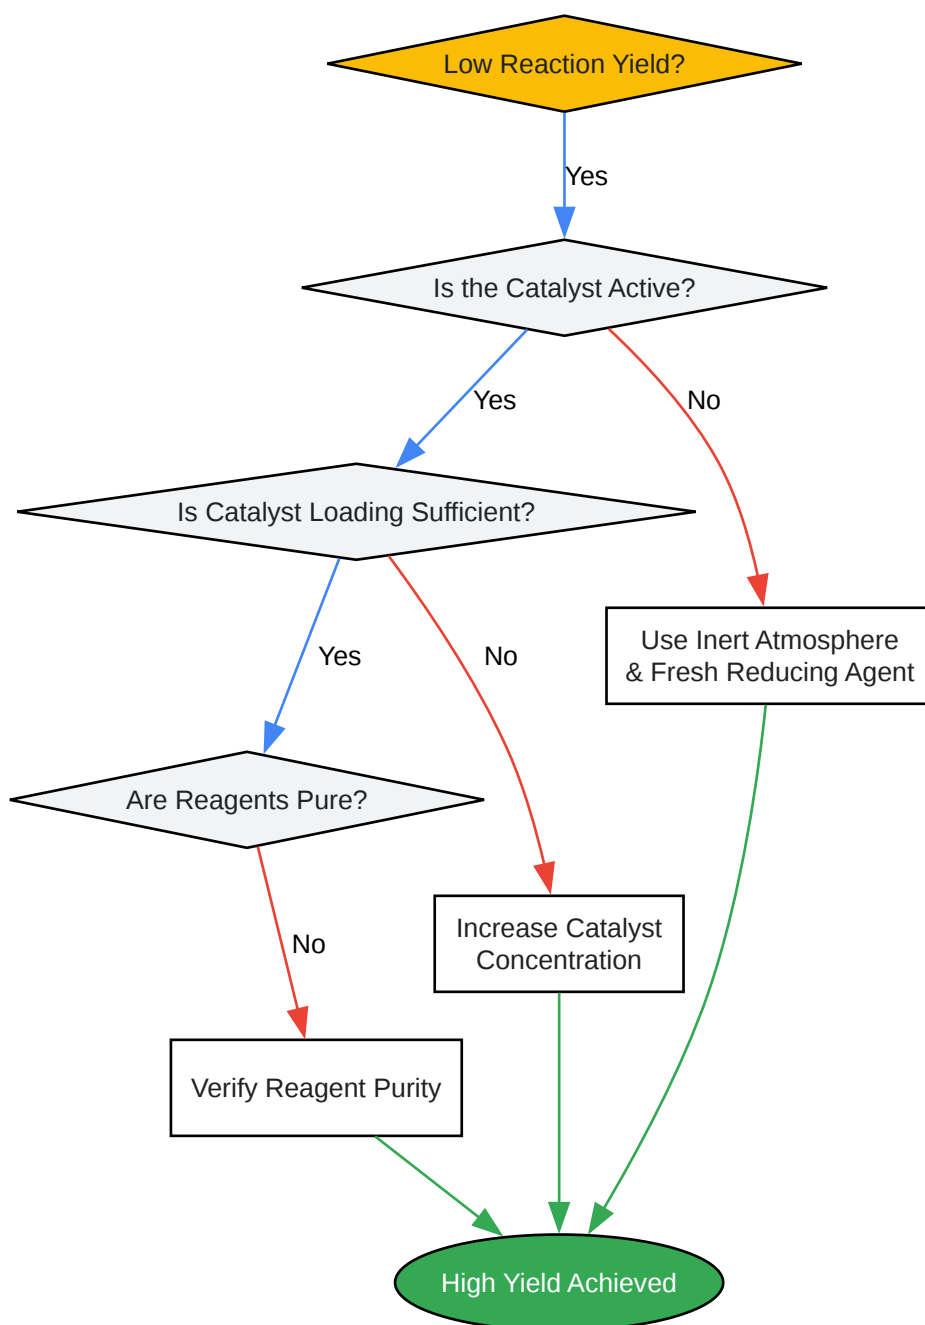 Low Reaction Yield?
Yes
Is the Catalyst Active?
Yes
No
Is Catalyst Loading Sufficient?
Use Inert Atmosphere
& Fresh Reducing Agent
Yes
No
Are Reagents Pure?
Increase Catalyst
Concentration
No
Verify Reagent Purity
High Yield Achieved